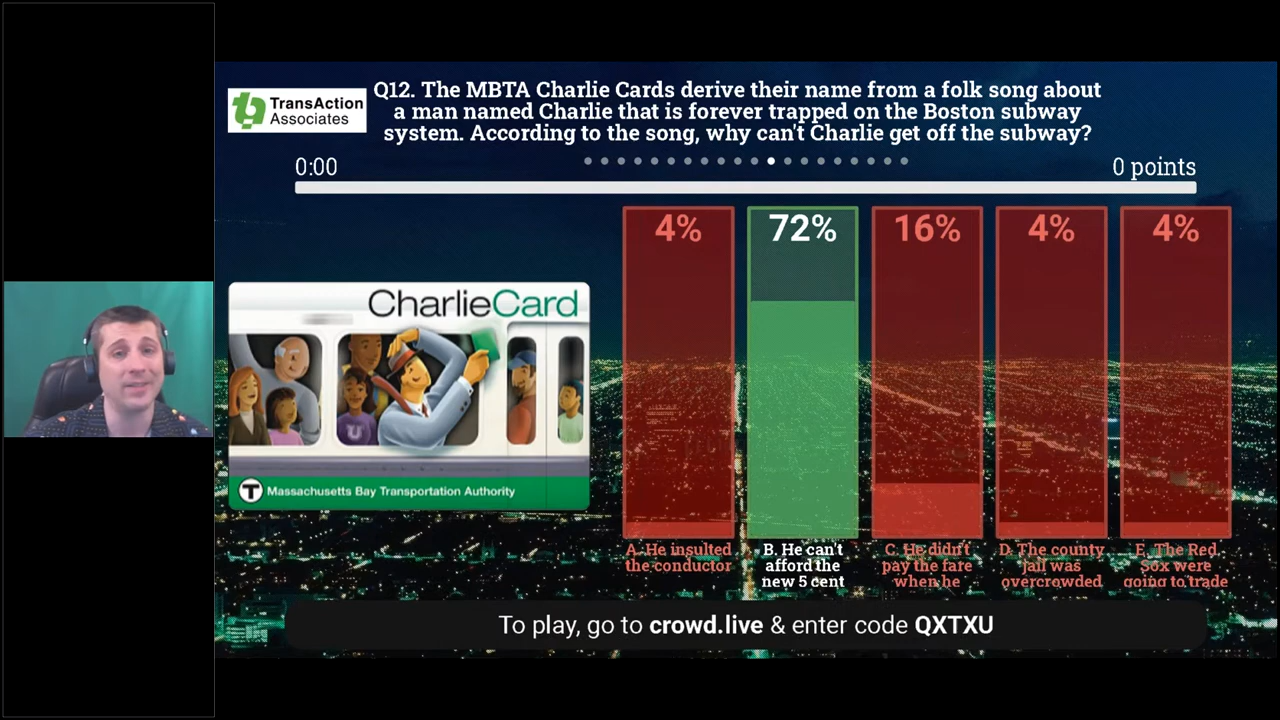 TransAction
Associates
Q12. The MBTA Charlie Cards derive their name from a folk song about
a man named Charlie that is forever trapped on the Boston subway
system. According to the song, why can't Charlie get off the subway?
0:00
0 points
4%
72%
16%
4%
4%
CharlieCard
T
Massachusetts Bay Transportation Authority
A. He insulted
the conductor
B. He can't
afford the
new 5 cent
C. He didn't
pay the fare
when he
D. The county
jail was
overcrowded
E. The Red
Sox were
going to trade
To play, go to crowd.live & enter code QXTXU